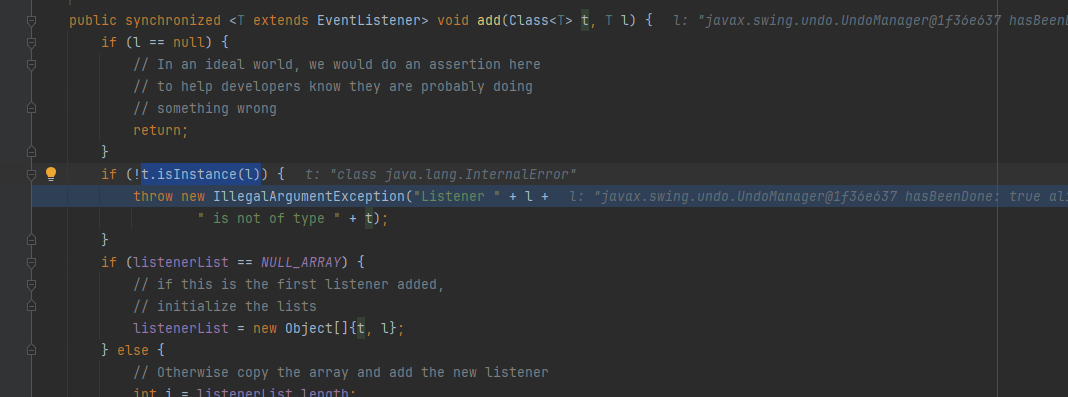 public synchronized <T extends EventListener> void add(Class<T> t, T l) {   l: "javax.swing.undo.UndoManager@1f36e637 hasBeenD
if (l == null) {
// In an ideal world, we would do an assertion here
// to help developers know they are probably doing
// something wrong
return;
}
if (!t.isInstance(l)) {   t: "class java.lang.InternalError"
throw new IllegalArgumentException("Listener " + l +   l: "javax.swing.undo.UndoManager@1f36e637 hasBeenDone: true ali
" is not of type " + t);
}
if (listenerList == NULL_ARRAY) {
// if this is the first listener added,
// initialize the lists
listenerList = new Object[]{t, l};
} else {
// Otherwise copy the array and add the new listener
int i = listenerList.length;